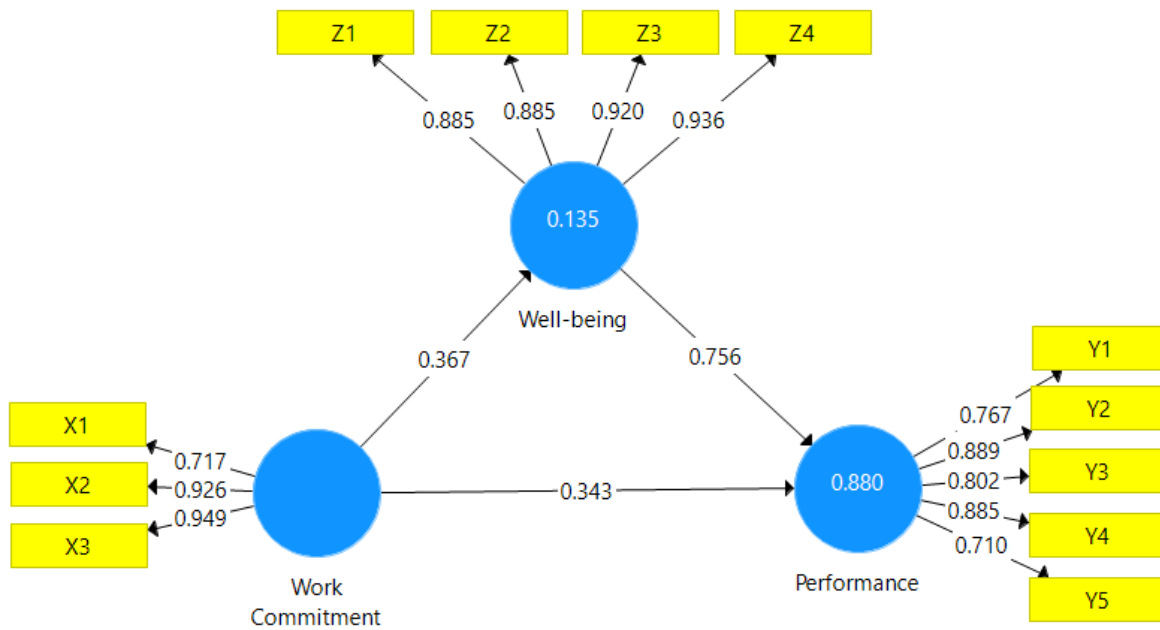 Z1
Z2
Z3
Z4
0.885
0.885
0.920
0.936
0.135
Well-being
0.367
0.756
X1
X2
X3
0.717
0.926
0.949
Work
Commitment
0.343
0.880
Performance
0.767
0.889
0.802
0.885
0.710
Y1
Y2
Y3
Y4
Y5